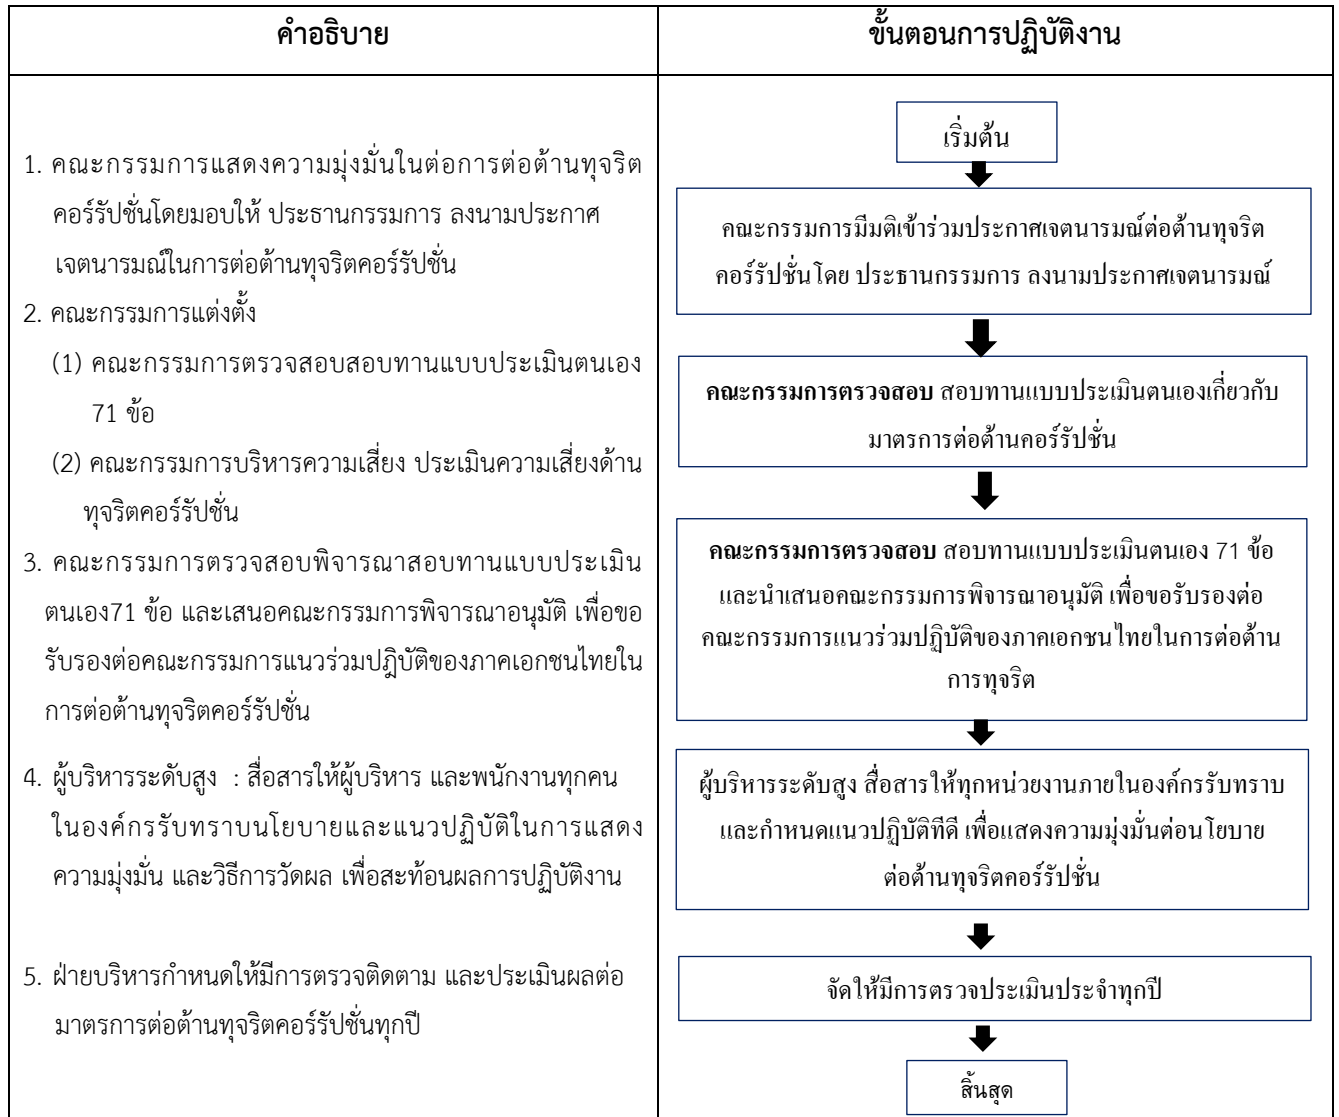 คำอธิบาย
ขั้นตอนการปฏิบัติงาน
1. คณะกรรมการแสดงความมุ่งมั่นในต่อการต่อต้านทุจริต
คอร์รัปชั่นโดยมอบให้ ประธานกรรมการ ลงนามประกาศ
เจตนารมณ์ในการต่อต้านทุจริตคอร์รัปชั่น
2. คณะกรรมการแต่งตั้ง
(1) คณะกรรมการตรวจสอบสอบทานแบบประเมินตนเอง
71 ข้อ
(2) คณะกรรมการบริหารความเสี่ยง ประเมินความเสี่ยงด้าน
ทุจริตคอร์รัปชั่น
3. คณะกรรมการตรวจสอบพิจารณาสอบทานแบบประเมิน
ตนเอง71 ข้อ และเสนอคณะกรรมการพิจารณาอนุมัติ เพื่อขอ
รับรองต่อคณะกรรมการแนวร่วมปฎิบัติของภาคเอกชนไทยใน
การต่อต้านทุจริตคอร์รัปชั่น
4. ผู้บริหารระดับสูง : สื่อสารให้ผู้บริหาร และพนักงานทุกคน
ในองค์กรรับทราบนโยบายและแนวปฏิบัติในการแสดง
ความมุ่งมั่น และวิธีการวัดผล เพื่อสะท้อนผลการปฏิบัติงาน
5. ฝ่ายบริหารกำหนดให้มีการตรวจติดตาม และประเมินผลต่อ
มาตรการต่อต้านทุจริตคอร์รัปชั่นทุกปี
เริ่มต้น
คณะกรรมการมีมติเข้าร่วมประกาศเจตนารมณ์ต่อต้านทุจริต
คอร์รัปชั่นโดย ประธานกรรมการ ลงนามประกาศเจตนารมณ์
คณะกรรมการตรวจสอบ สอบทานแบบประเมินตนเองเกี่ยวกับ
มาตรการต่อต้านคอร์รัปชั่น
คณะกรรมการตรวจสอบ สอบทานแบบประเมินตนเอง 71 ข้อ
และนำเสนอคณะกรรมการพิจารณาอนุมัติ เพื่อขอรับรองต่อ
คณะกรรมการแนวร่วมปฏิบัติของภาคเอกชนไทยในการต่อต้าน
การทุจริต
ผู้บริหารระดับสูง สื่อสารให้ทุกหน่วยงานภายในองค์กรรับทราบ
และกำหนดแนวปฏิบัติที่ดี เพื่อแสดงความมุ่งมั่นต่อนโยบาย
ต่อต้านทุจริตคอร์รัปชั่น
จัดให้มีการตรวจประเมินประจำทุกปี
สิ้นสุด